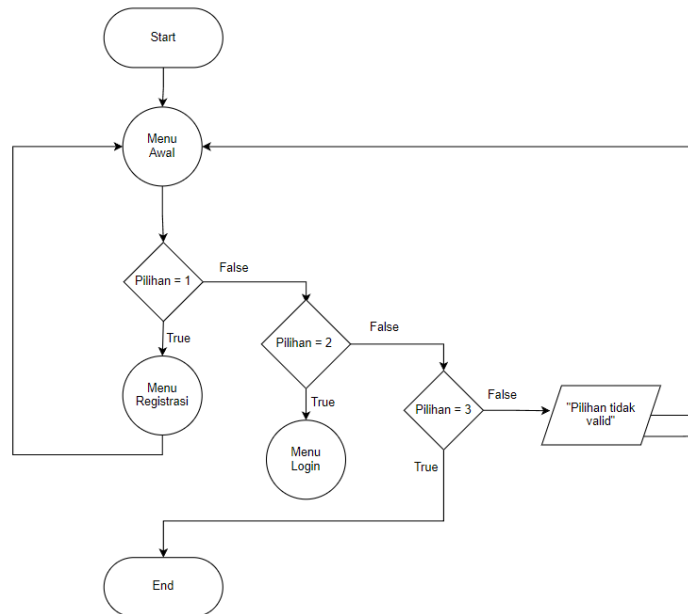 Start
Menu
Awal
Pilihan = 1
False
True
Menu
Registrasi
Pilihan = 2
False
True
Menu
Login
Pilihan = 3
False
True
"Pilihan tidak
valid"
End